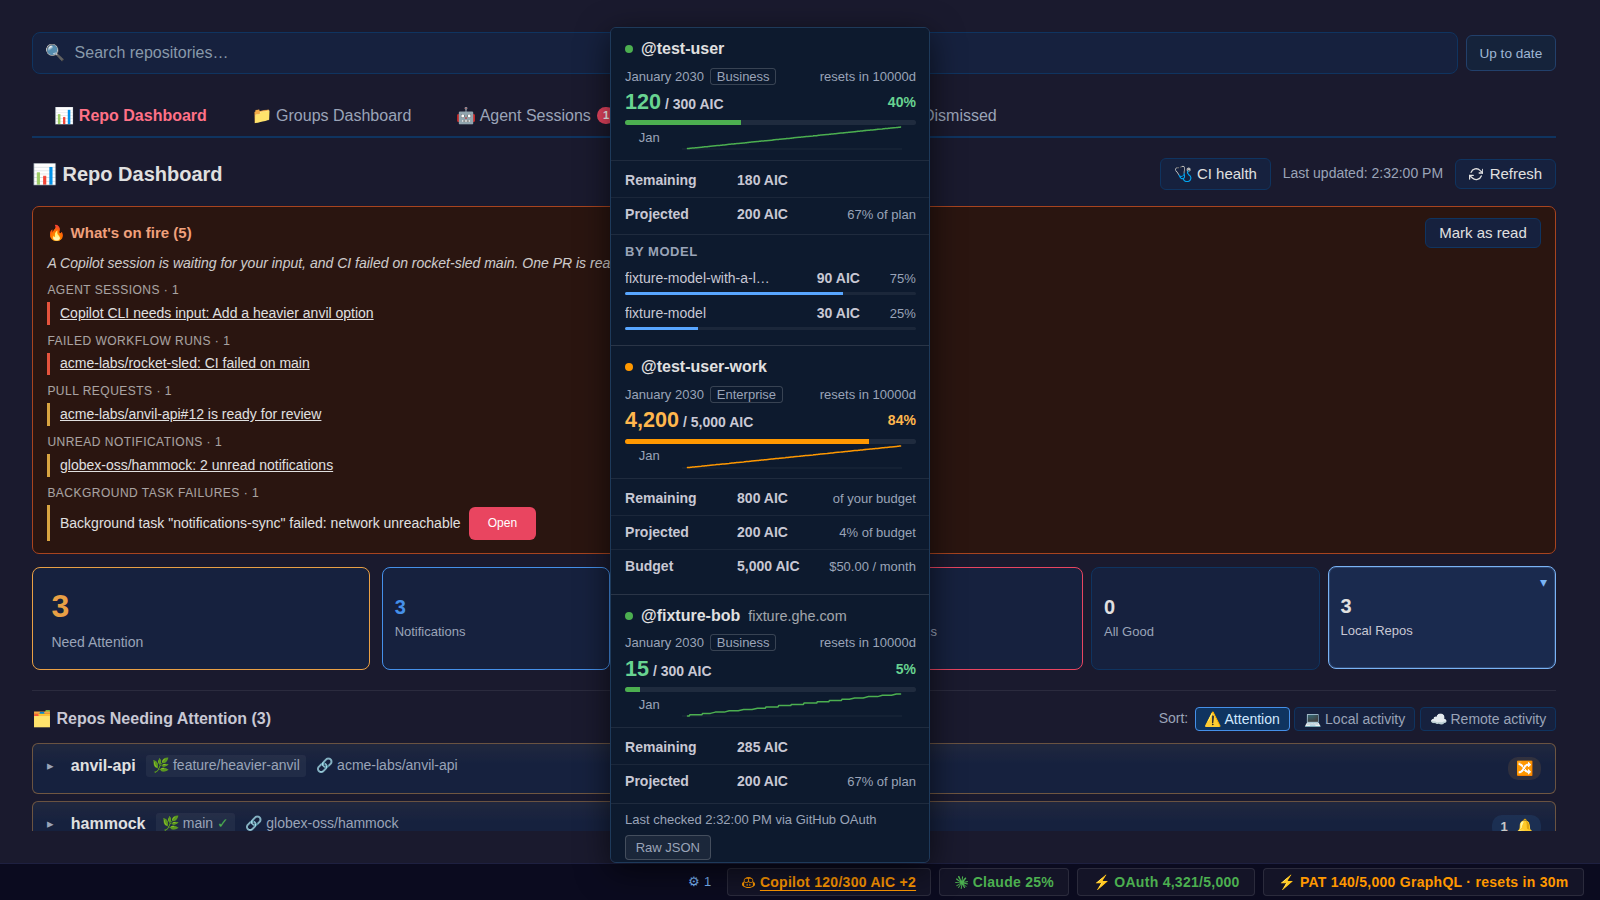 Search repositories…
Up to date
Repo Dashboard
Groups Dashboard
Agent Sessions 1
Dismissed
Repo Dashboard
CI health
Last updated: 2:32:00 PM
Refresh
What's on fire (5)
Mark as read
A Copilot session is waiting for your input, and CI failed on rocket-sled main. One PR is
AGENT SESSIONS · 1
Copilot CLI needs input: Add a heavier anvil option
FAILED WORKFLOW RUNS · 1
acme-labs/rocket-sled: CI failed on main
PULL REQUESTS · 1
acme-labs/anvil-api#12 is ready for review
UNREAD NOTIFICATIONS · 1
globex-oss/hammock: 2 unread notifications
BACKGROUND TASK FAILURES · 1
Background task "notifications-sync" failed: network unreachable
Open
3
Need Attention
3
Notifications
0
All Good
3
Local Repos
Repos Needing Attention (3)
Sort:
Attention
Local activity
Remote activity
▸ anvil-api
feature/heavier-anvil
acme-labs/anvil-api
▸ hammock
main ✓
globex-oss/hammock
1
@test-user
January 2030 Business resets in 10000d
120 / 300 AIC 40%
Jan
Remaining 180 AIC
Projected 200 AIC 67% of plan
BY MODEL
fixture-model-with-a-l… 90 AIC 75%
fixture-model 30 AIC 25%
@test-user-work
January 2030 Enterprise resets in 10000d
4,200 / 5,000 AIC 84%
Jan
Remaining 800 AIC of your budget
Projected 200 AIC 4% of budget
Budget 5,000 AIC $50.00 / month
@fixture-bob fixture.ghe.com
January 2030 Business resets in 10000d
15 / 300 AIC 5%
Jan
Remaining 285 AIC
Projected 200 AIC 67% of plan
Last checked 2:32:00 PM via GitHub OAuth
Raw JSON
1
Copilot 120/300 AIC +2
Claude 25%
OAuth 4,321/5,000
PAT 140/5,000 GraphQL · resets in 30m